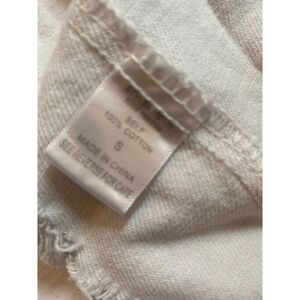 SELF
100% COTTON
S
MADE IN CHINA
SEE REVERSE FOR CARE